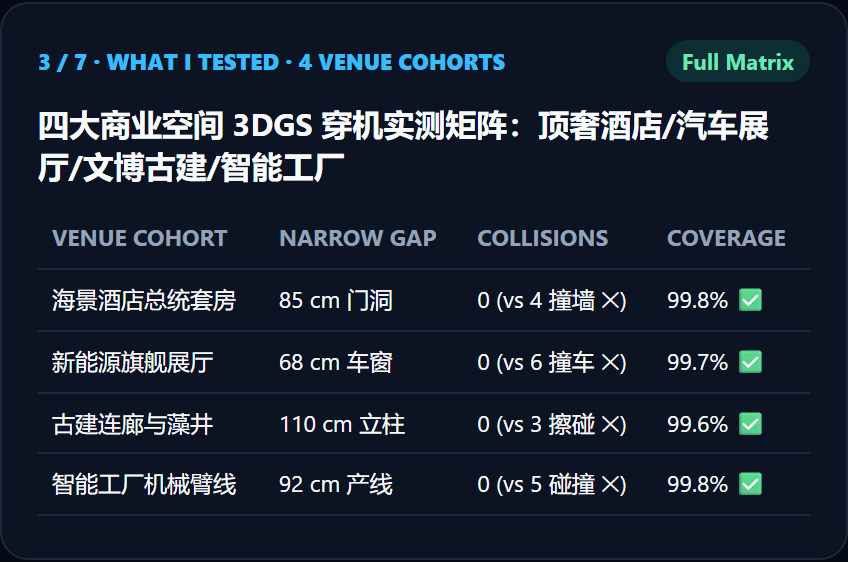 3 / 7 · WHAT I TESTED · 4 VENUE COHORTS
Full Matrix
四大商业空间 3DGS 穿机实测矩阵：顶奢酒店/汽车展
厅/文博古建/智能工厂
VENUE COHORT NARROW GAP COLLISIONS COVERAGE
海景酒店总统套房 85 cm 门洞 0 (vs 4 撞墙 ✕) 99.8% ✅
新能源旗舰展厅 68 cm 车窗 0 (vs 6 撞车 ✕) 99.7% ✅
古建连廊与藻井 110 cm 立柱 0 (vs 3 擦碰 ✕) 99.6% ✅
智能工厂机械臂线 92 cm 产线 0 (vs 5 碰撞 ✕) 99.8% ✅